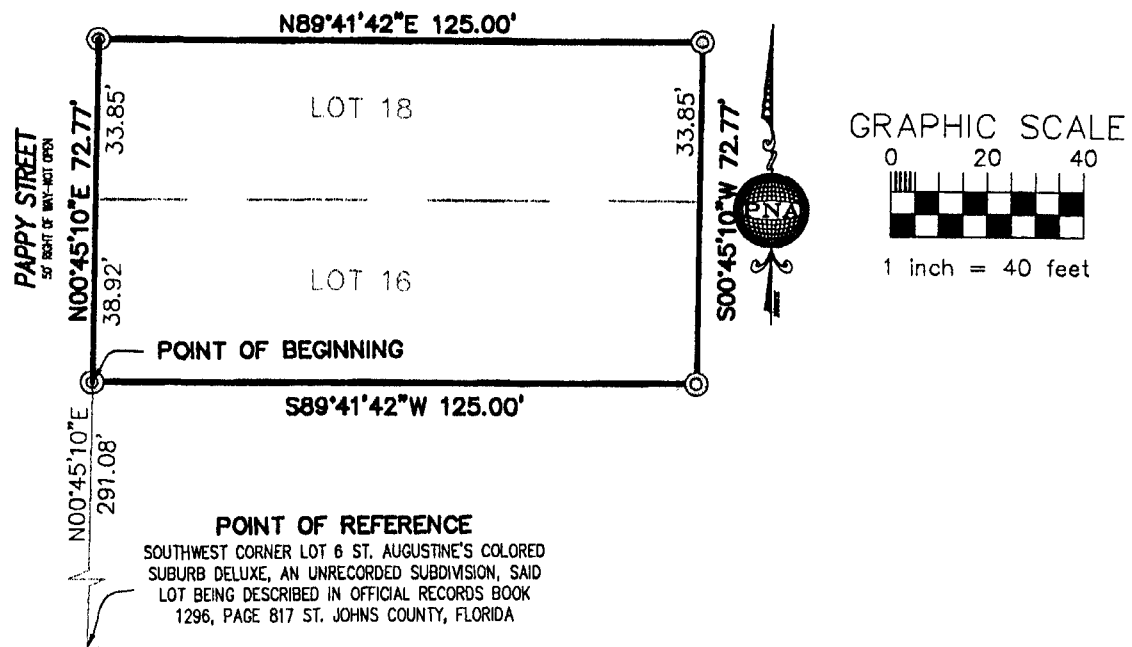 N89°41'42"E 125.00'
LOT 18
33.85'
33.85'
PAPPY STREET
50' RIGHT OF WAY-NOT OPEN
N00°45'10"E 72.77'
S00°45'10"W 72.77'
PNA
GRAPHIC SCALE
0 20 40
1 inch = 40 feet
LOT 16
38.92'
POINT OF BEGINNING
S89°41'42"W 125.00'
N00°45'10"E
291.08'
POINT OF REFERENCE
SOUTHWEST CORNER LOT 6 ST. AUGUSTINE'S COLORED
SUBURB DELUXE, AN UNRECORDED SUBDIVISION, SAID
LOT BEING DESCRIBED IN OFFICIAL RECORDS BOOK
1296, PAGE 817 ST. JOHNS COUNTY, FLORIDA